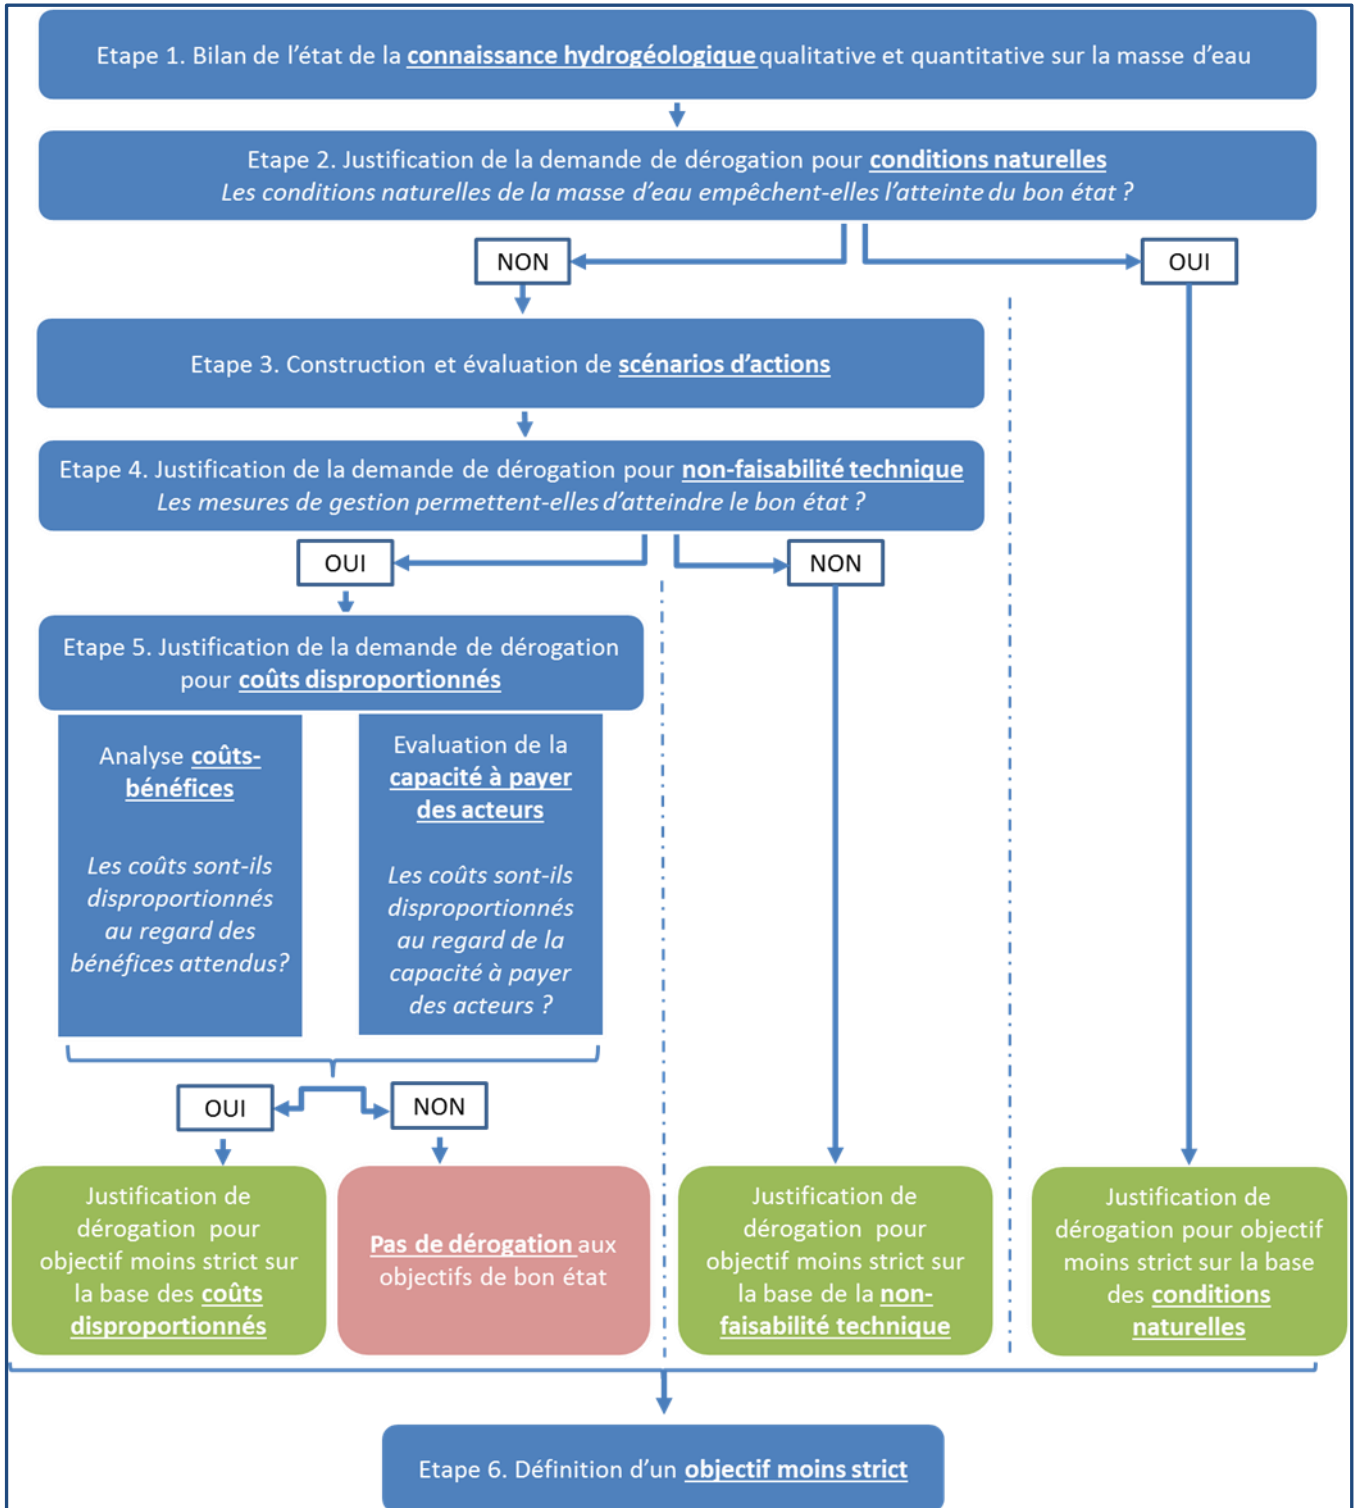 Etape 1. Bilan de l'état de la connaissance hydrogéologique qualitative et quantitative sur la masse d'eau
Etape 2. Justification de la demande de dérogation pour conditions naturelles
Les conditions naturelles de la masse d'eau empêchent-elles l'atteinte du bon état ?
NON
OUI
Etape 3. Construction et évaluation de scénarios d'actions
Etape 4. Justification de la demande de dérogation pour non-faisabilité technique
Les mesures de gestion permettent-elles d'atteindre le bon état ?
OUI
NON
Etape 5. Justification de la demande de dérogation
pour coûts disproportionnés
Analyse coûts-
bénéfices
Les coûts sont-ils
disproportionnés
au regard des
bénéfices attendus?
Evaluation de la
capacité à payer
des acteurs
Les coûts sont-ils
disproportionnés
au regard de la
capacité à payer
des acteurs ?
OUI
NON
Justification de
dérogation pour
objectif moins strict sur
la base des coûts
disproportionnés
Pas de dérogation aux
objectifs de bon état
Justification de
dérogation pour
objectif moins strict sur
la base de la non-
faisabilité technique
Justification de
dérogation pour objectif
moins strict sur la base
des conditions
naturelles
Etape 6. Définition d'un objectif moins strict